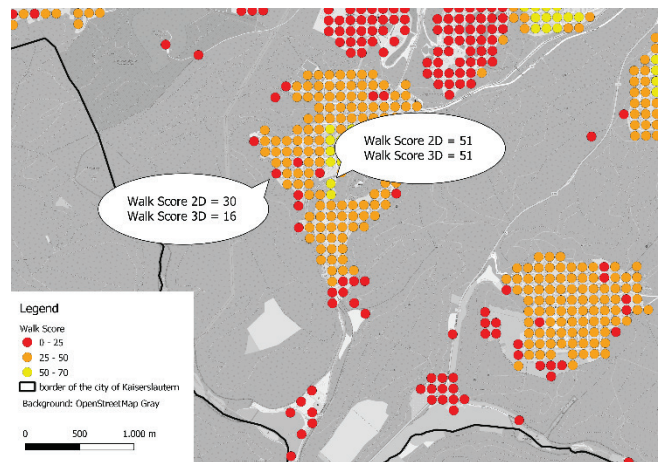 Walk Score 2D = 51
Walk Score 3D = 51
Walk Score 2D = 30
Walk Score 3D = 16
Legend
Walk Score
0 - 25
25 - 50
50 - 70
border of the city of Kaiserslautern
Background: OpenStreetMap Gray
0 500 1.000 m